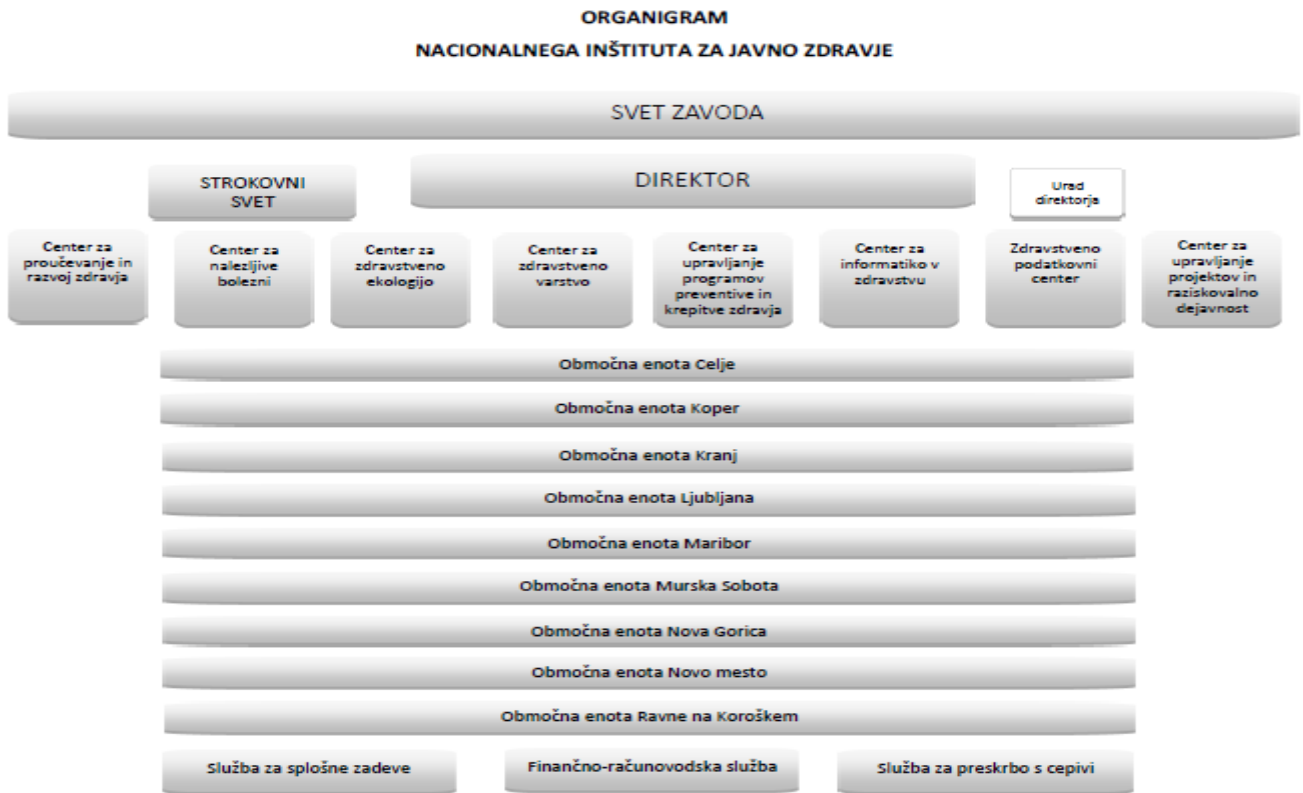 ORGANIGRAM
NACIONALNEGA INŠTITUTA ZA JAVNO ZDRAVJE
SVET ZAVODA
STROKOVNI
SVET
DIREKTOR
Urad
direktorja
Center za
proučevanje in
razvoj zdravja
Center za
nalezljive
bolezni
Center za
zdravstveno
ekologijo
Center za
zdravstveno
varstvo
Center za
upravljanje
programov
preventive in
krepitve zdravja
Center za
informatiko v
zdravstvu
Zdravstveno
podatkovni
center
Center za
upravljanje
projektov in
raziskovalno
dejavnost
Območna enota Celje
Območna enota Koper
Območna enota Kranj
Območna enota Ljubljana
Območna enota Maribor
Območna enota Murska Sobota
Območna enota Nova Gorica
Območna enota Novo mesto
Območna enota Ravne na Koroškem
Služba za splošne zadeve
Finančno-računovodska služba
Služba za preskrbo s cepivi